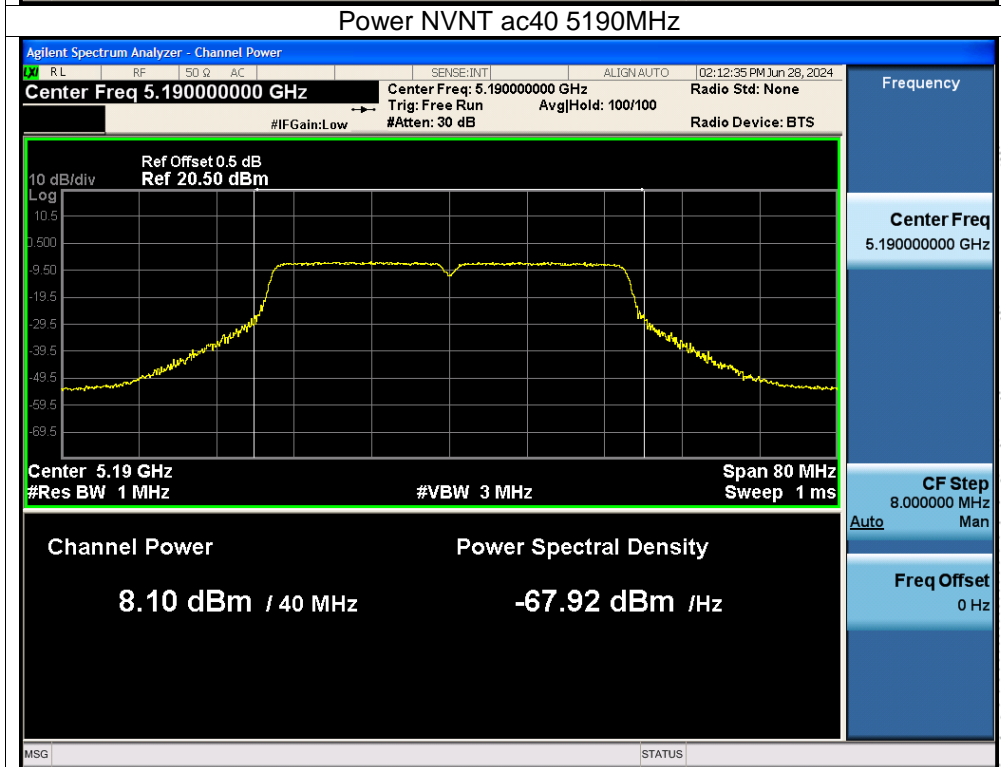 Power NVNT ac40 5190MHz
Agilent Spectrum Analyzer - Channel Power
LXI RL RF 50 Ω AC SENSE:INT ALIGN AUTO 02:12:35 PM Jun 28, 2024
Center Freq 5.190000000 GHz
Center Freq: 5.190000000 GHz
Radio Std: None
Trig: Free Run Avg|Hold: 100/100
#IFGain:Low
#Atten: 30 dB
Radio Device: BTS
Ref Offset 0.5 dB
10 dB/div Ref 20.50 dBm
Log
10.5
0.500
-9.50
-19.5
-29.5
-39.5
-49.5
-59.5
-69.5
Center 5.19 GHz Span 80 MHz
#Res BW 1 MHz #VBW 3 MHz Sweep 1 ms
Channel Power Power Spectral Density
8.10 dBm / 40 MHz -67.92 dBm /Hz
Frequency
Center Freq
5.190000000 GHz
CF Step
8.000000 MHz
Auto Man
Freq Offset
0 Hz
MSG STATUS